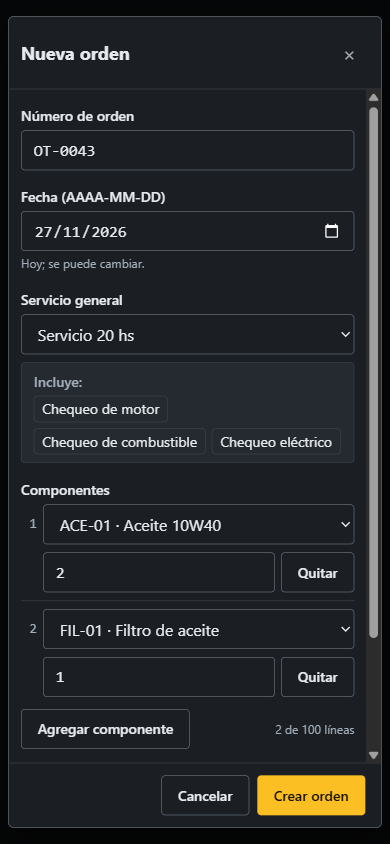 Nueva orden ×
Número de orden
OT-0043
Fecha (AAAA-MM-DD)
27/11/2026
Hoy; se puede cambiar.
Servicio general
Servicio 20 hs
Incluye:
Chequeo de motor
Chequeo de combustible Chequeo eléctrico
Componentes
1 ACE-01 · Aceite 10W40
2 Quitar
2 FIL-01 · Filtro de aceite
1 Quitar
Agregar componente 2 de 100 líneas
Cancelar Crear orden